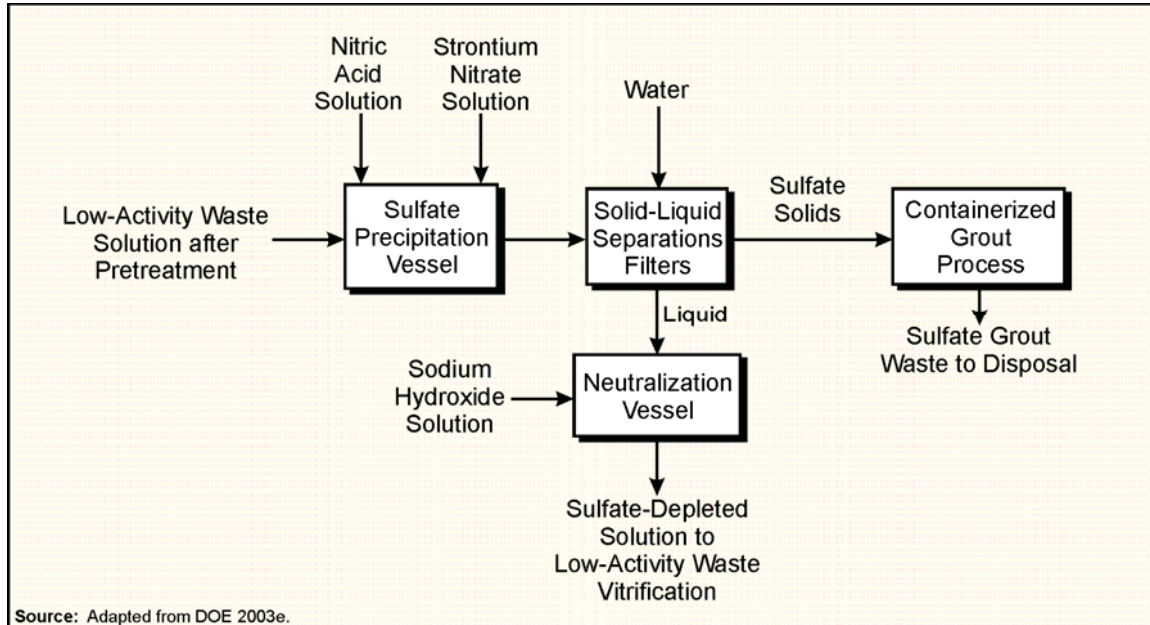 Nitric
Acid
Solution
Strontium
Nitrate
Solution
Water
Low-Activity Waste
Solution after
Pretreatment
Sulfate
Precipitation
Vessel
Solid-Liquid
Separations
Filters
Sulfate
Solids
Containerized
Grout
Process
Liquid
Sulfate Grout
Waste to Disposal
Sodium
Hydroxide
Solution
Neutralization
Vessel
Sulfate-Depleted
Solution to
Low-Activity Waste
Vitrification
Source: Adapted from DOE 2003e.